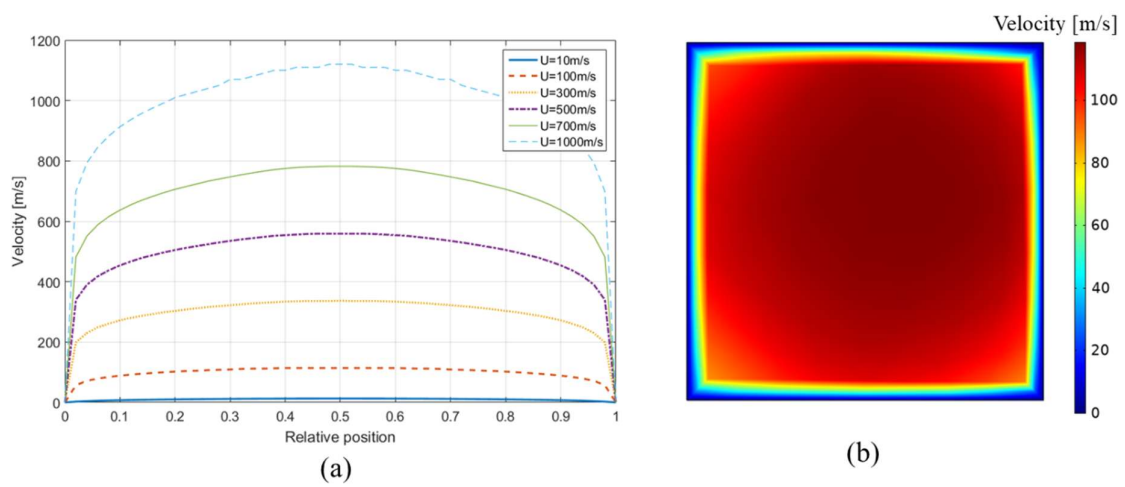 1200
1000
800
600
400
200
0
Velocity [m/s]
0 0.1 0.2 0.3 0.4 0.5 0.6 0.7 0.8 0.9 1
Relative position
U=10m/s
U=100m/s
U=300m/s
U=500m/s
U=700m/s
U=1000m/s
(a)
Velocity [m/s]
100
80
60
40
20
0
(b)